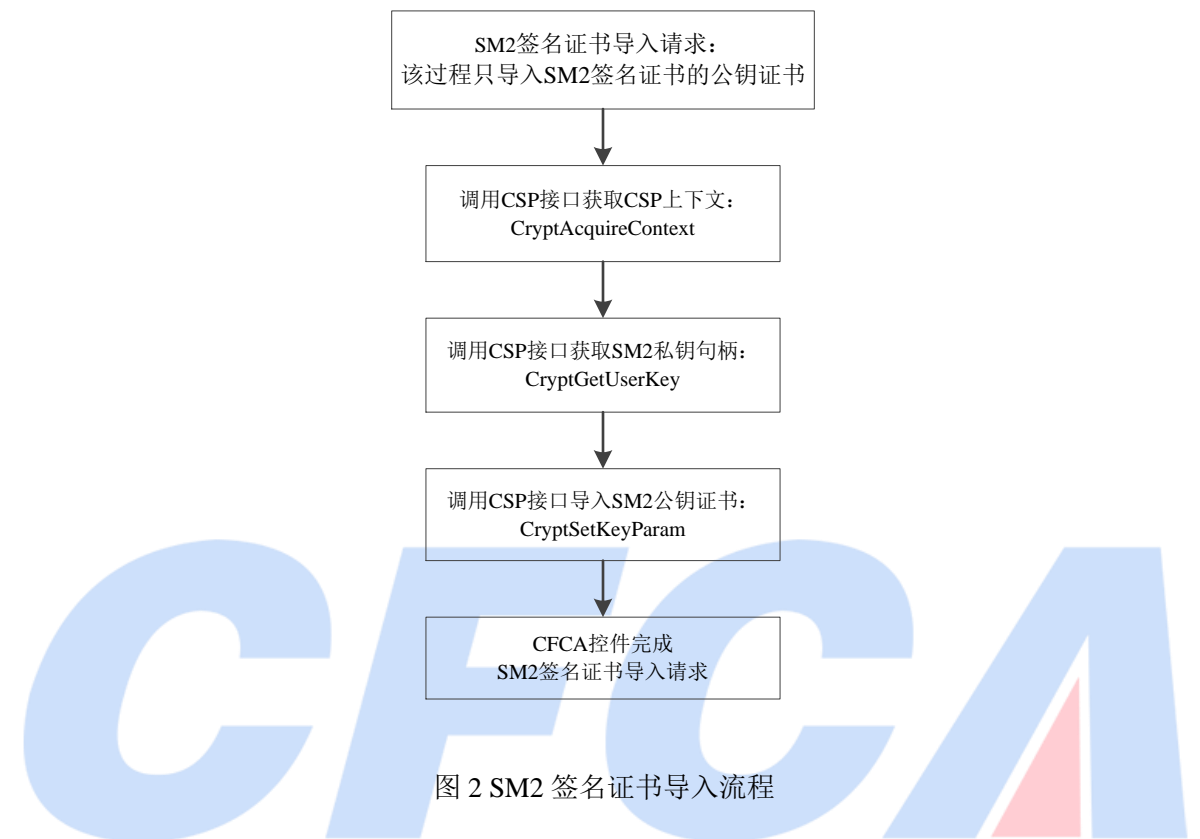 SM2签名证书导入请求：
该过程只导入SM2签名证书的公钥证书
调用CSP接口获取CSP上下文：
CryptAcquireContext
调用CSP接口获取SM2私钥句柄：
CryptGetUserKey
调用CSP接口导入SM2公钥证书：
CryptSetKeyParam
CFCA控件完成
SM2签名证书导入请求
图 2 SM2 签名证书导入流程
CFCA